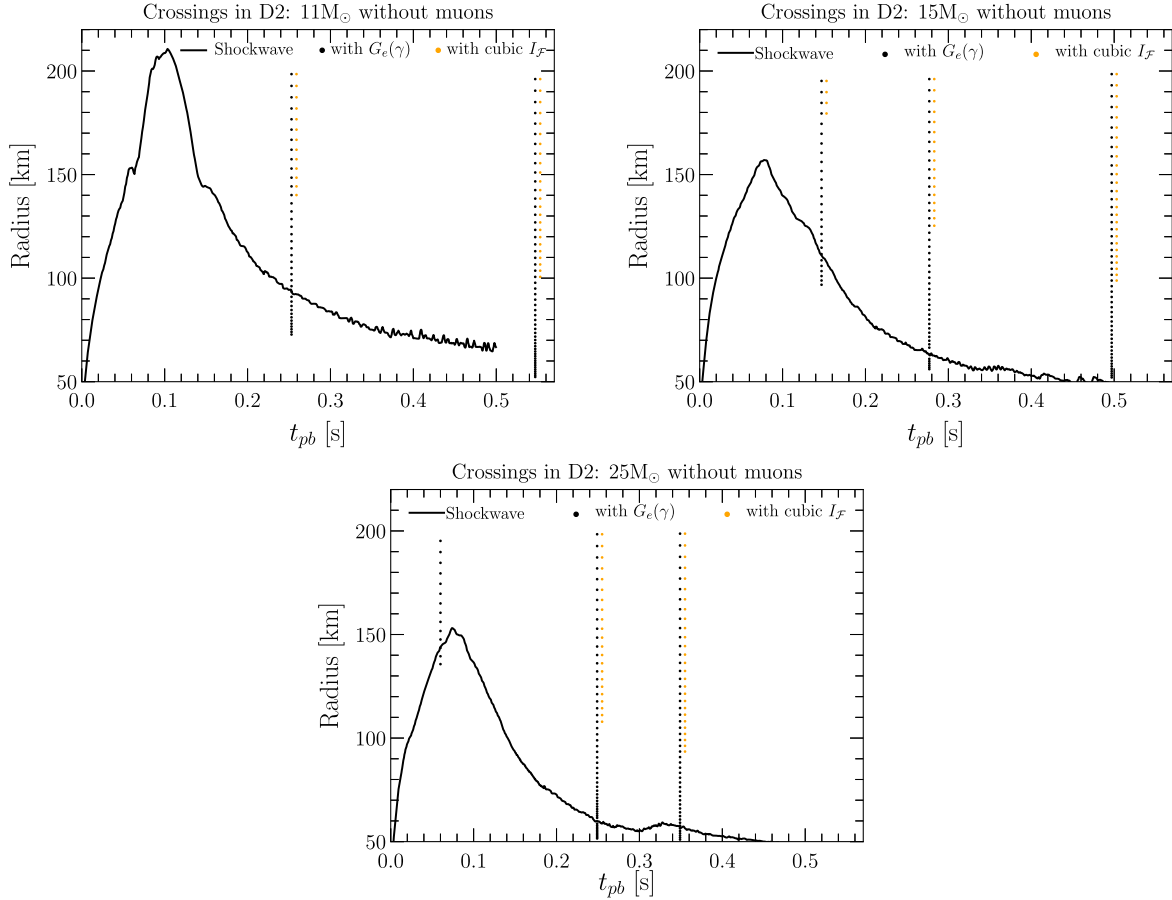 Crossings in D2: 11M⊙ without muons
Shockwave with Gₑ(γ) with cubic I_ℱ
200
150
100
50
Radius [km]
0.0 0.1 0.2 0.3 0.4 0.5
t_pb [s]
Crossings in D2: 15M⊙ without muons
Shockwave with Gₑ(γ) with cubic I_ℱ
200
150
100
50
Radius [km]
0.0 0.1 0.2 0.3 0.4 0.5
t_pb [s]
Crossings in D2: 25M⊙ without muons
Shockwave with Gₑ(γ) with cubic I_ℱ
200
150
100
50
Radius [km]
0.0 0.1 0.2 0.3 0.4 0.5
t_pb [s]